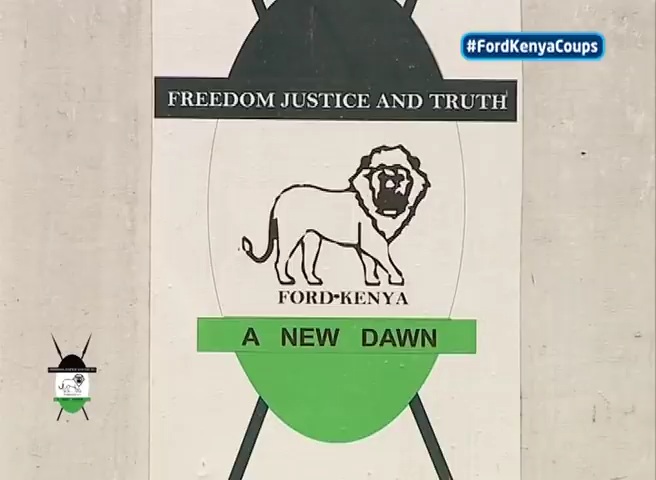 #FordKenyaCoups
FREEDOM JUSTICE AND TRUTH
FORD-KENYA
A NEW DAWN